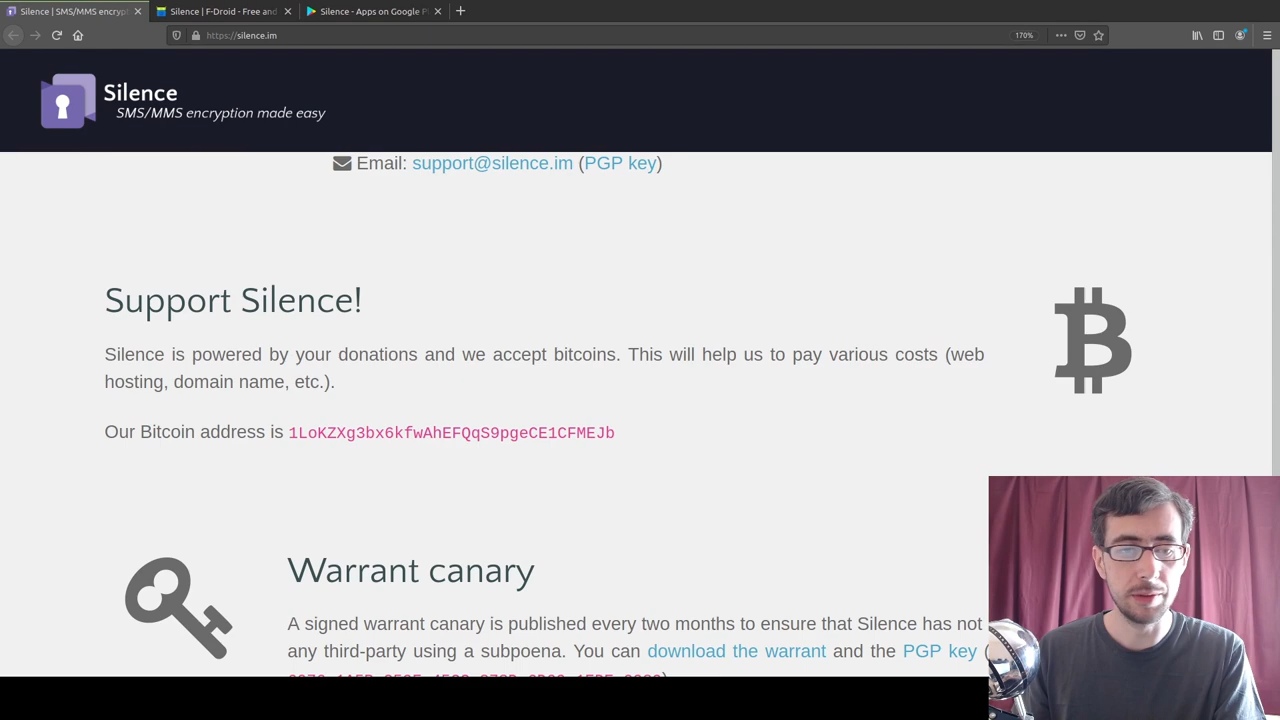 Silence | SMS/MMS encrypt
Silence | F-Droid - Free and
Silence - Apps on Google Pl
https://silence.im
170%
Silence
SMS/MMS encryption made easy
Email: support@silence.im (PGP key)
Support Silence!
Silence is powered by your donations and we accept bitcoins. This will help us to pay various costs (web
hosting, domain name, etc.).
Our Bitcoin address is 1LoKZXg3bx6kfwAhEFQqS9pgeCE1CFMEJb
Warrant canary
A signed warrant canary is published every two months to ensure that Silence has not
any third-party using a subpoena. You can download the warrant and the PGP key (